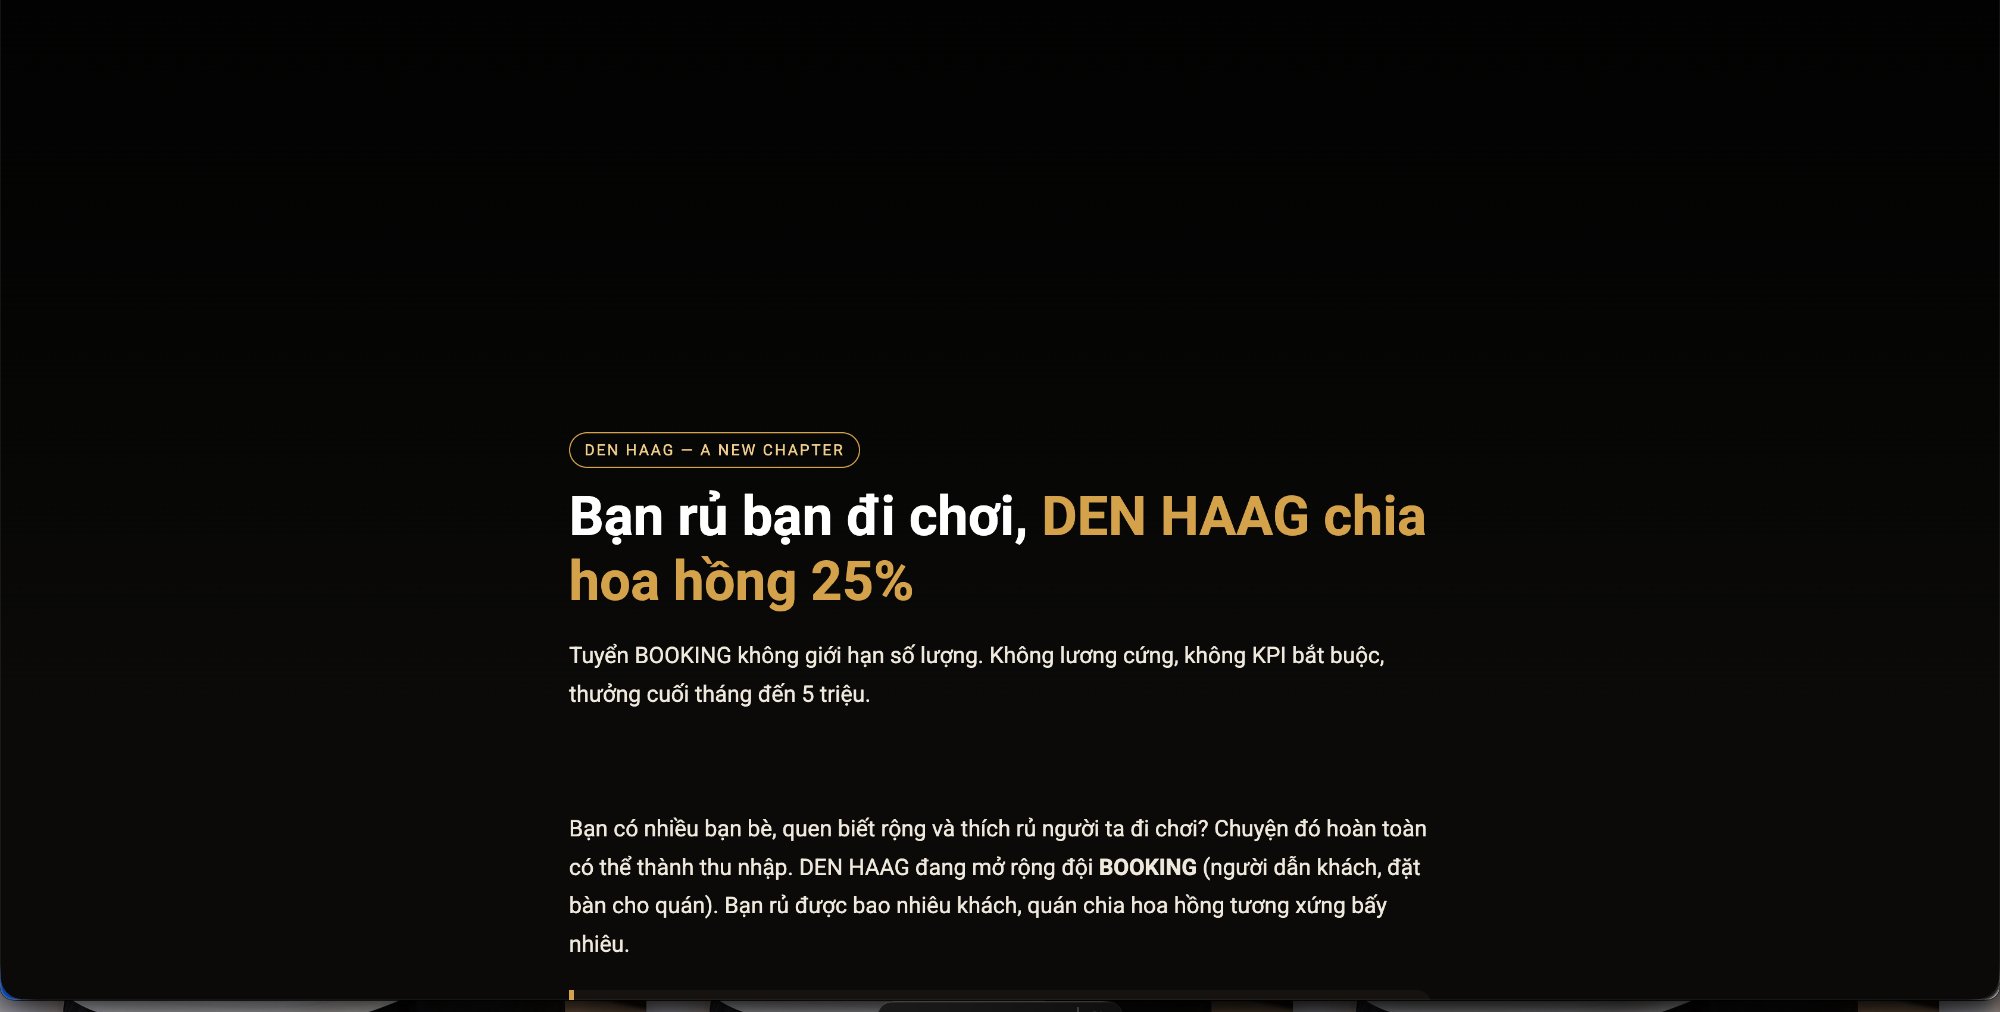 DEN HAAG — A NEW CHAPTER
Bạn rủ bạn đi chơi, DEN HAAG chia
hoa hồng 25%
Tuyển BOOKING không giới hạn số lượng. Không lương cứng, không KPI bắt buộc,
thưởng cuối tháng đến 5 triệu.
Bạn có nhiều bạn bè, quen biết rộng và thích rủ người ta đi chơi? Chuyện đó hoàn toàn
có thể thành thu nhập. DEN HAAG đang mở rộng đội BOOKING (người dẫn khách, đặt
bàn cho quán). Bạn rủ được bao nhiêu khách, quán chia hoa hồng tương xứng bấy
nhiêu.